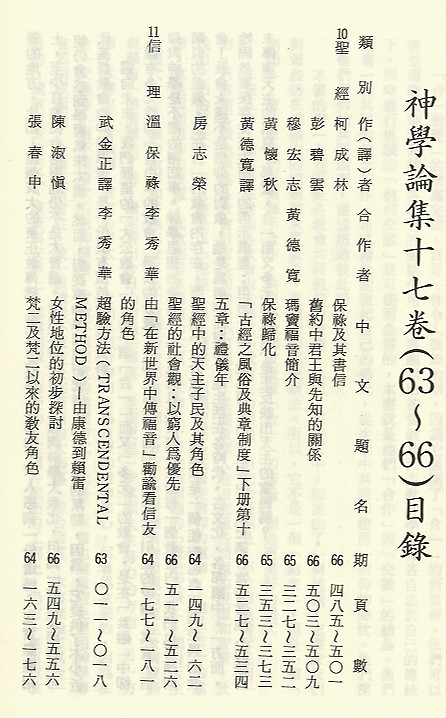 神學論集十七卷(63～66)目錄
類別 作(譯)者 合作者 中文題名 期 頁數
10聖經 柯成林 保祿及其書信 66 四八五～五〇一
彭碧雲 舊約中君王與先知的關係 66 五〇三～五〇九
穆宏志 黃德寬 瑪竇福音簡介 65 三二七～三五二
黃懷秋 保祿歸化 65 三五三～三七三
黃德寬譯 「古經之風俗及典章制度」下册第十 66 五二七～五三四
五章：禮儀年
房志榮 聖經中的天主子民及其角色 64 一四九～一六二
聖經的社會觀：以窮人爲優先 66 五一一～五二六
11信理 溫保祿 李秀華 由「在新世界中傳福音」勸諭看信友 64 一七七～一八一
的角色
武金正譯 李秀華 超驗方法(TRANSCENDENTAL 63 〇一一～〇一八
METHOD)—由康德到賴雷
陳淑慎 女性地位的初步探討 66 五四九～五五六
張春申 梵二及梵二以來的敎友角色 64 一六三～一七六